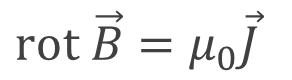 rot B⃗ = μ₀J⃗